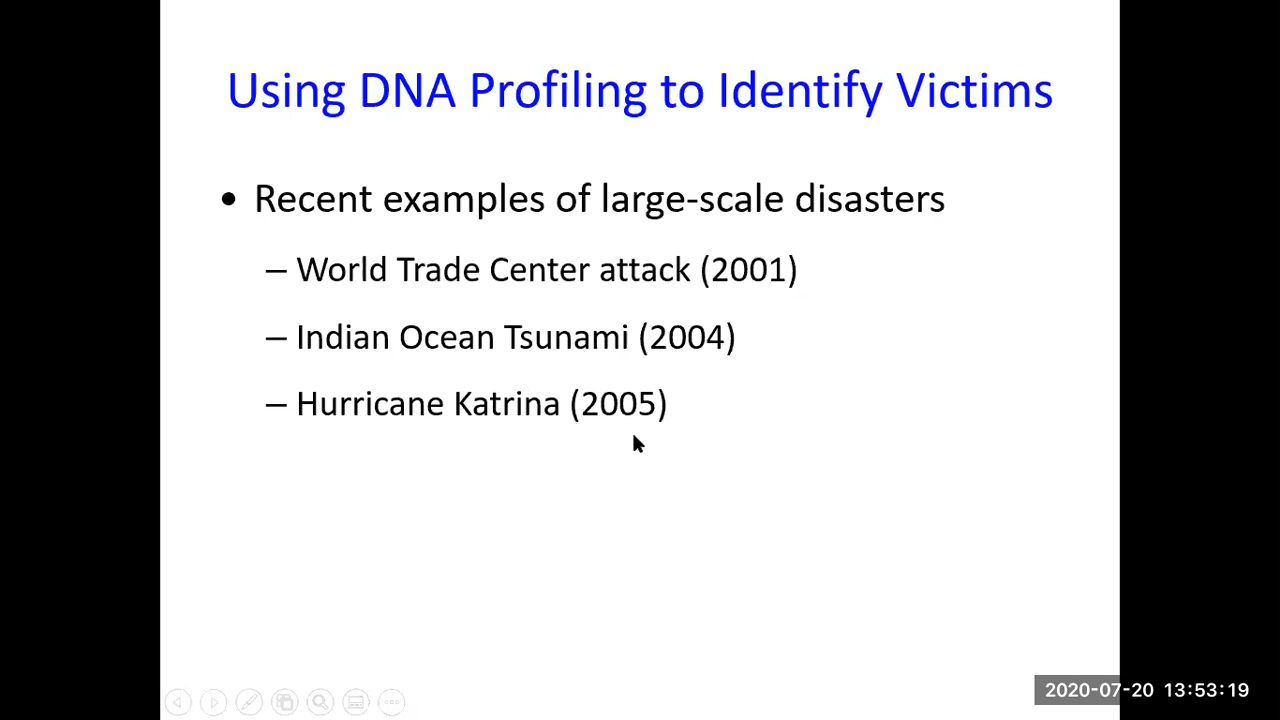 Using DNA Profiling to Identify Victims
• Recent examples of large-scale disasters
– World Trade Center attack (2001)
– Indian Ocean Tsunami (2004)
– Hurricane Katrina (2005)
2020-07-20 13:53:19